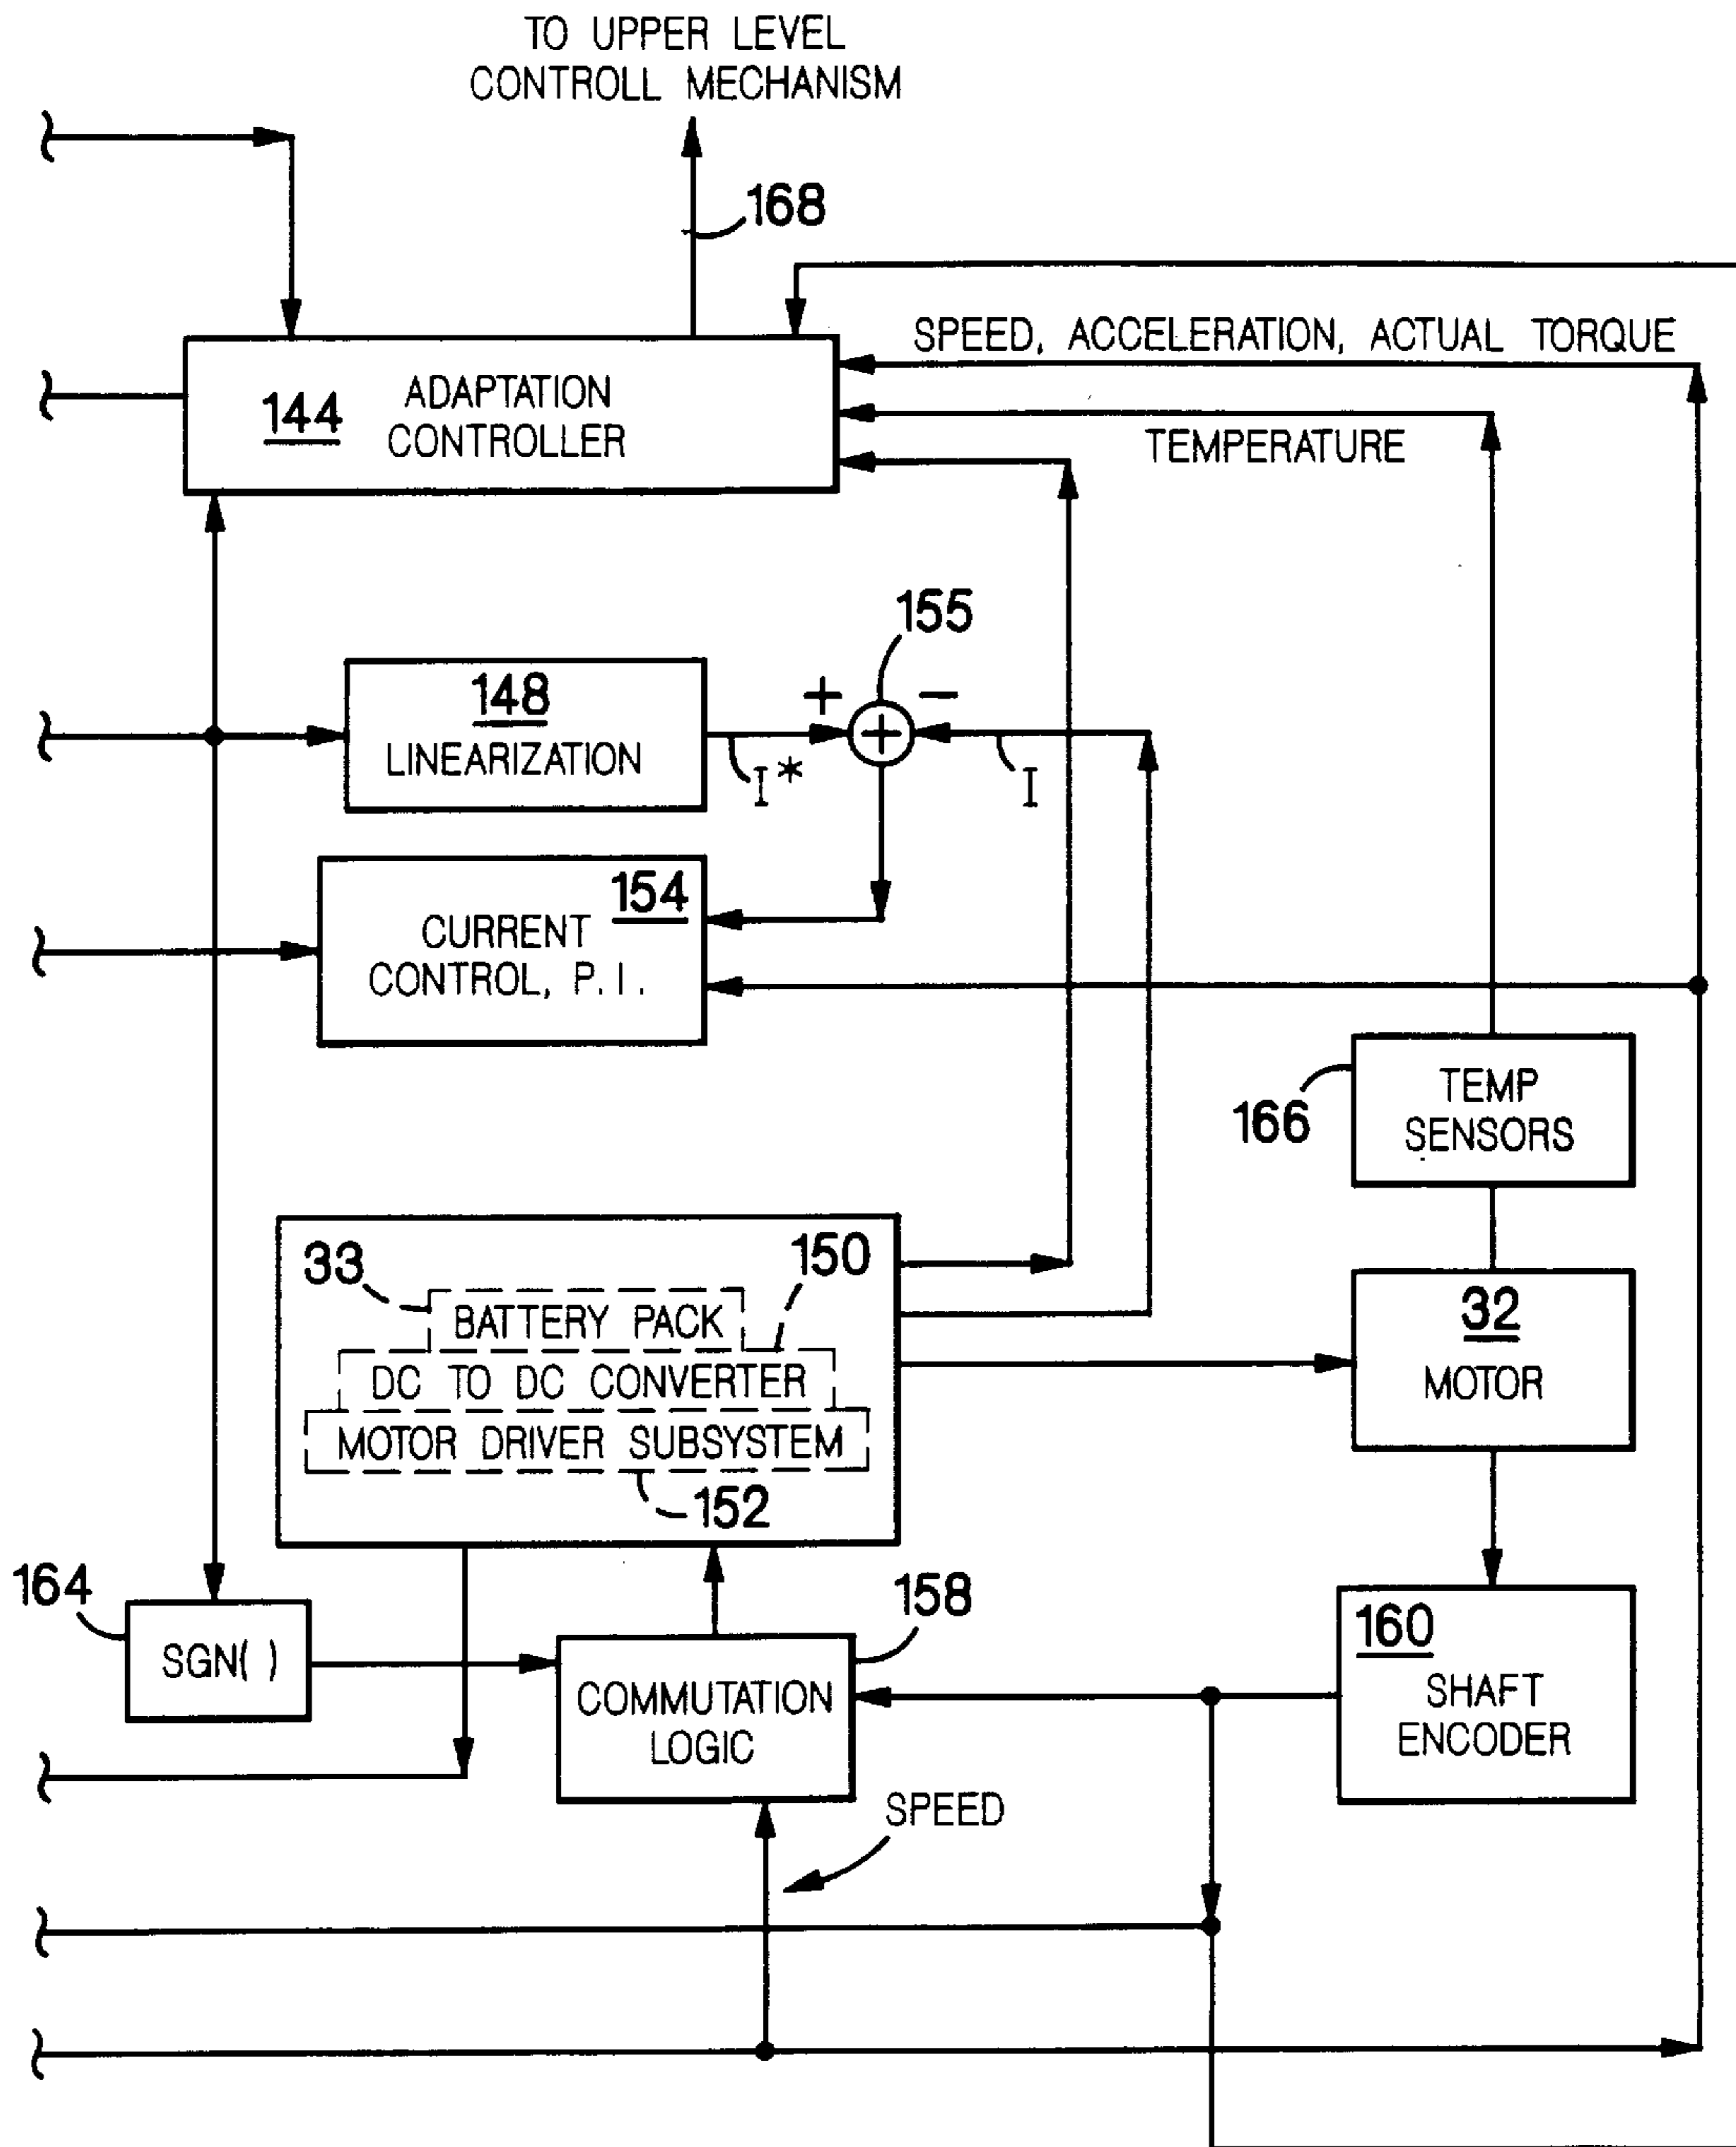 TO UPPER LEVEL
CONTROLL MECHANISM
168
SPEED, ACCELERATION, ACTUAL TORQUE
144
ADAPTATION
CONTROLLER
TEMPERATURE
155
148
LINEARIZATION
+
−
+
I*
I
154
CURRENT
CONTROL, P.I.
166
TEMP
SENSORS
33
150
BATTERY PACK
DC TO DC CONVERTER
MOTOR DRIVER SUBSYSTEM
152
32
MOTOR
164
SGN( )
158
COMMUTATION
LOGIC
160
SHAFT
ENCODER
SPEED